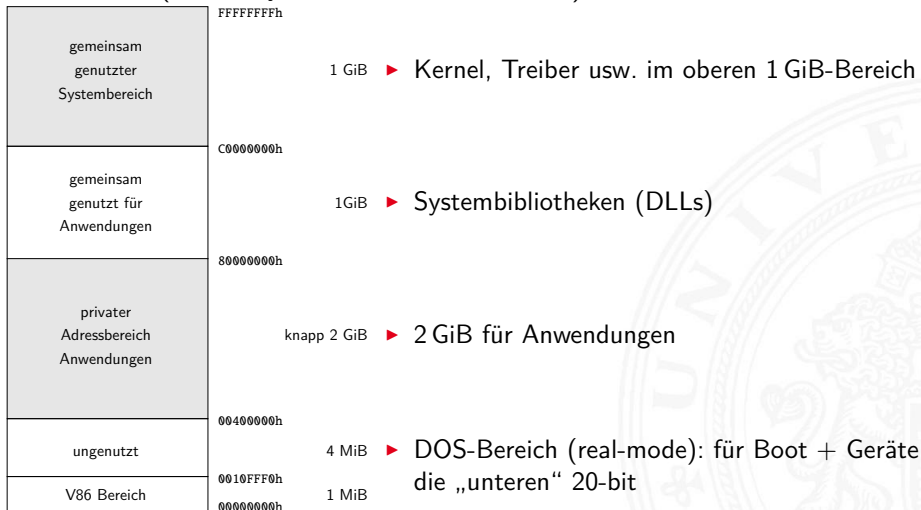 FFFFFFFFh
gemeinsam
genutzter
Systembereich
1 GiB ► Kernel, Treiber usw. im oberen 1 GiB-Bereich
C0000000h
gemeinsam
genutzt für
Anwendungen
1GiB ► Systembibliotheken (DLLs)
80000000h
privater
Adressbereich
Anwendungen
knapp 2 GiB ► 2 GiB für Anwendungen
00400000h
ungenutzt
4 MiB ► DOS-Bereich (real-mode): für Boot + Geräte
die „unteren“ 20-bit
0010FFF0h
V86 Bereich
1 MiB
00000000h
UNIVE